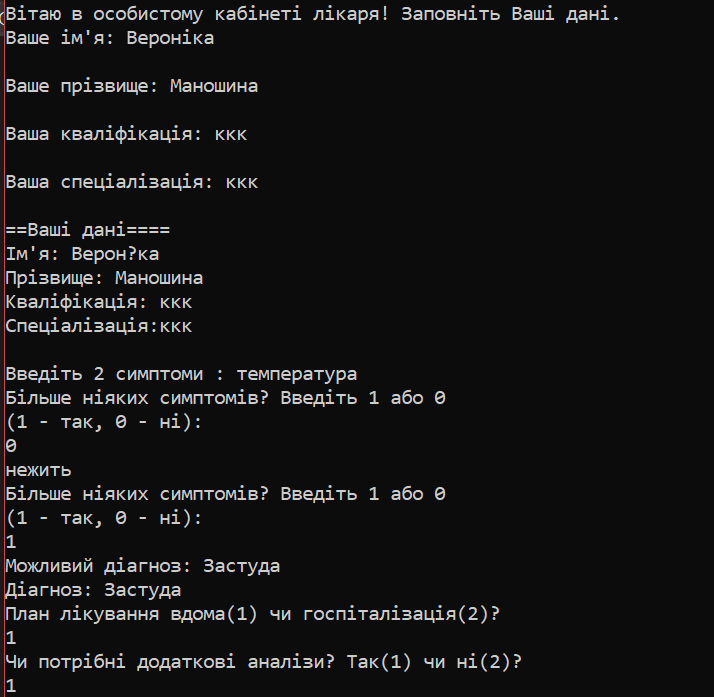 Вітаю в особистому кабінеті лікаря! Заповніть Ваші дані.
Ваше ім'я: Вероніка
Ваше прізвище: Маношина
Ваша кваліфікація: ккк
Ваша спеціалізація: ккк
==Ваші дані====
Ім'я: Верон?ка
Прізвище: Маношина
Кваліфікація: ккк
Спеціалізація:ккк
Введіть 2 симптоми : температура
Більше ніяких симптомів? Введіть 1 або 0
(1 - так, 0 - ні):
0
нежить
Більше ніяких симптомів? Введіть 1 або 0
(1 - так, 0 - ні):
1
Можливий діагноз: Застуда
Діагноз: Застуда
План лікування вдома(1) чи госпіталізація(2)?
1
Чи потрібні додаткові анализи? Так(1) чи ні(2)?
1